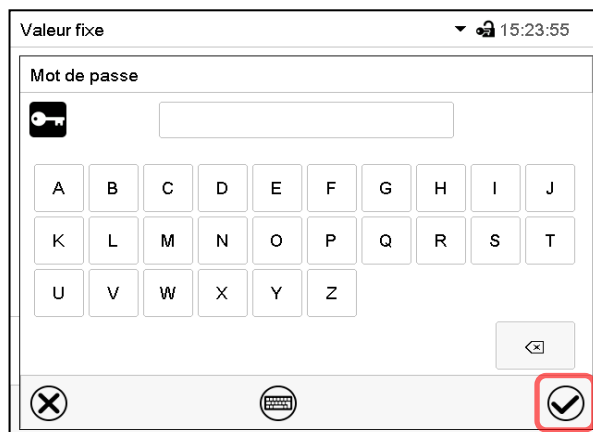 Valeur fixe 15:23:55
Mot de passe
A B C D E F G H I J
K L M N O P Q R S T
U V W X Y Z